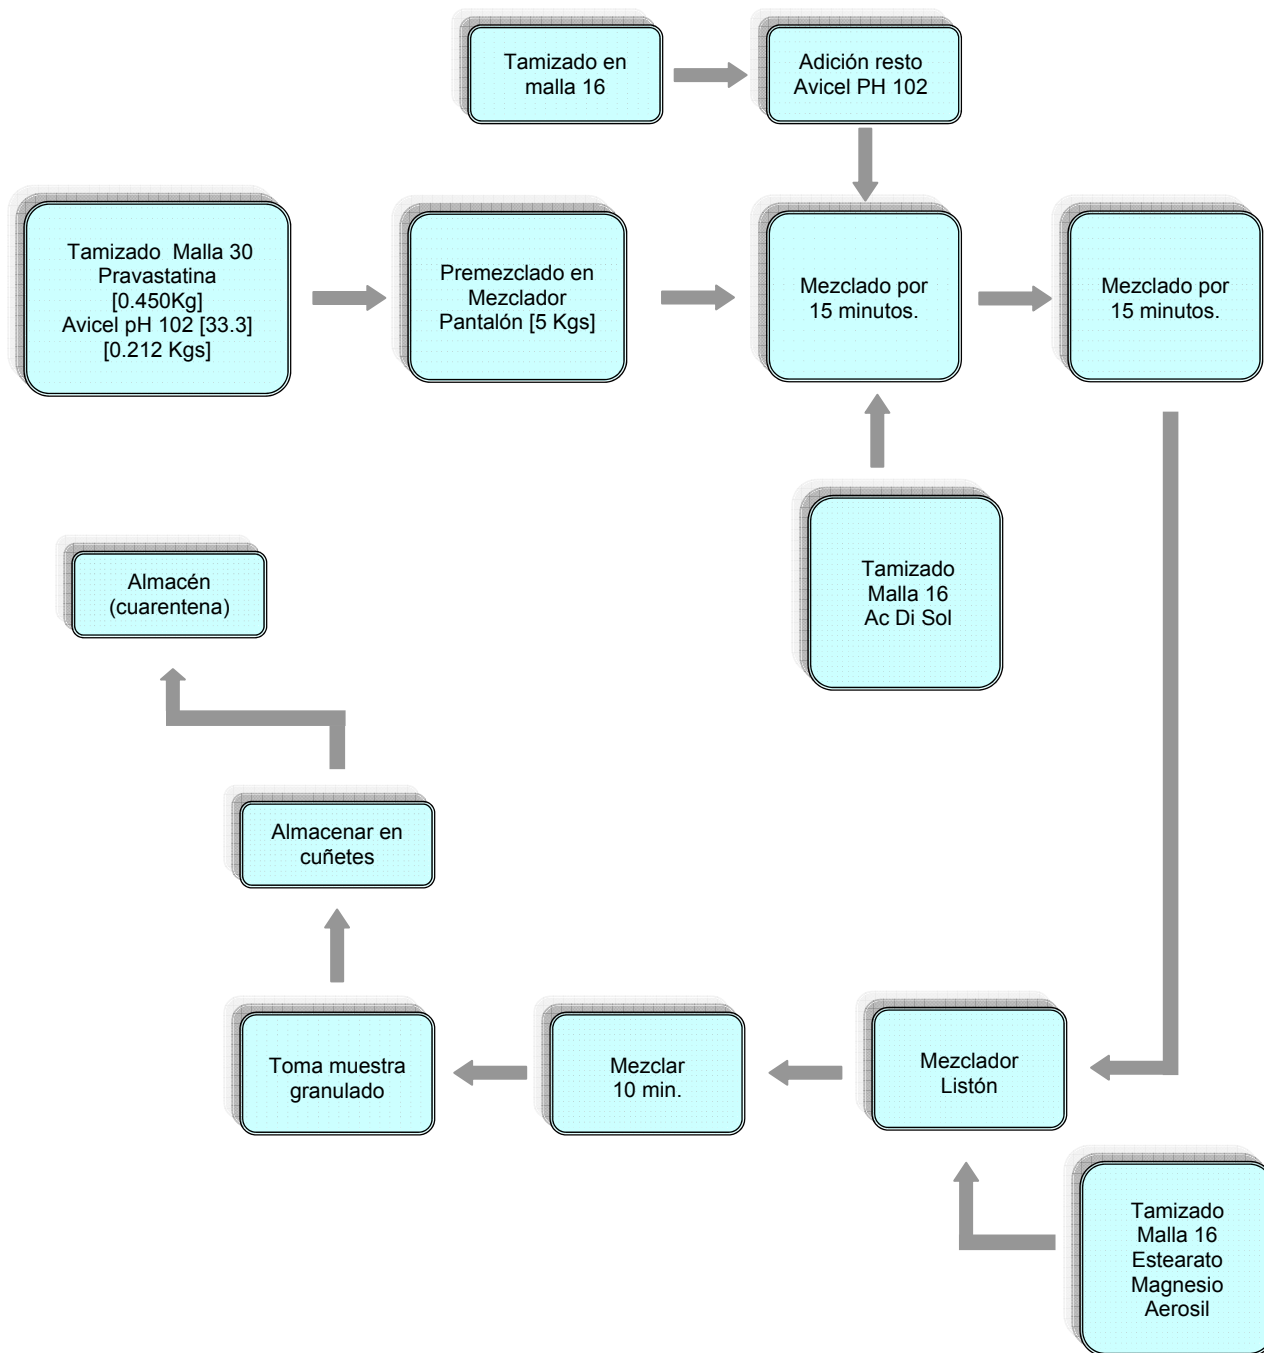 Tamizado en
malla 16
Adición resto
Avicel PH 102
Tamizado Malla 30
Pravastatina
[0.450Kg]
Avicel pH 102 [33.3]
[0.212 Kgs]
Premezclado en
Mezclador
Pantalón [5 Kgs]
Mezclado por
15 minutos.
Mezclado por
15 minutos.
Tamizado
Malla 16
Ac Di Sol
Almacén
(cuarentena)
Almacenar en
cuñetes
Toma muestra
granulado
Mezclar
10 min.
Mezclador
Listón
Tamizado
Malla 16
Estearato
Magnesio
Aerosil